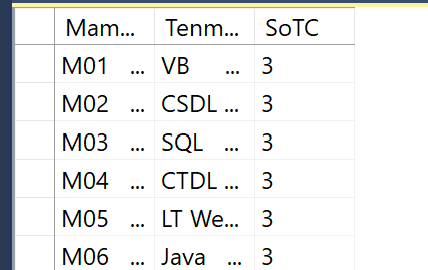 Mam... Tenm... SoTC
M01 ... VB ... 3
M02 ... CSDL ... 3
M03 ... SQL ... 3
M04 ... CTDL ... 3
M05 ... LT We... 3
M06 ... Java ... 3